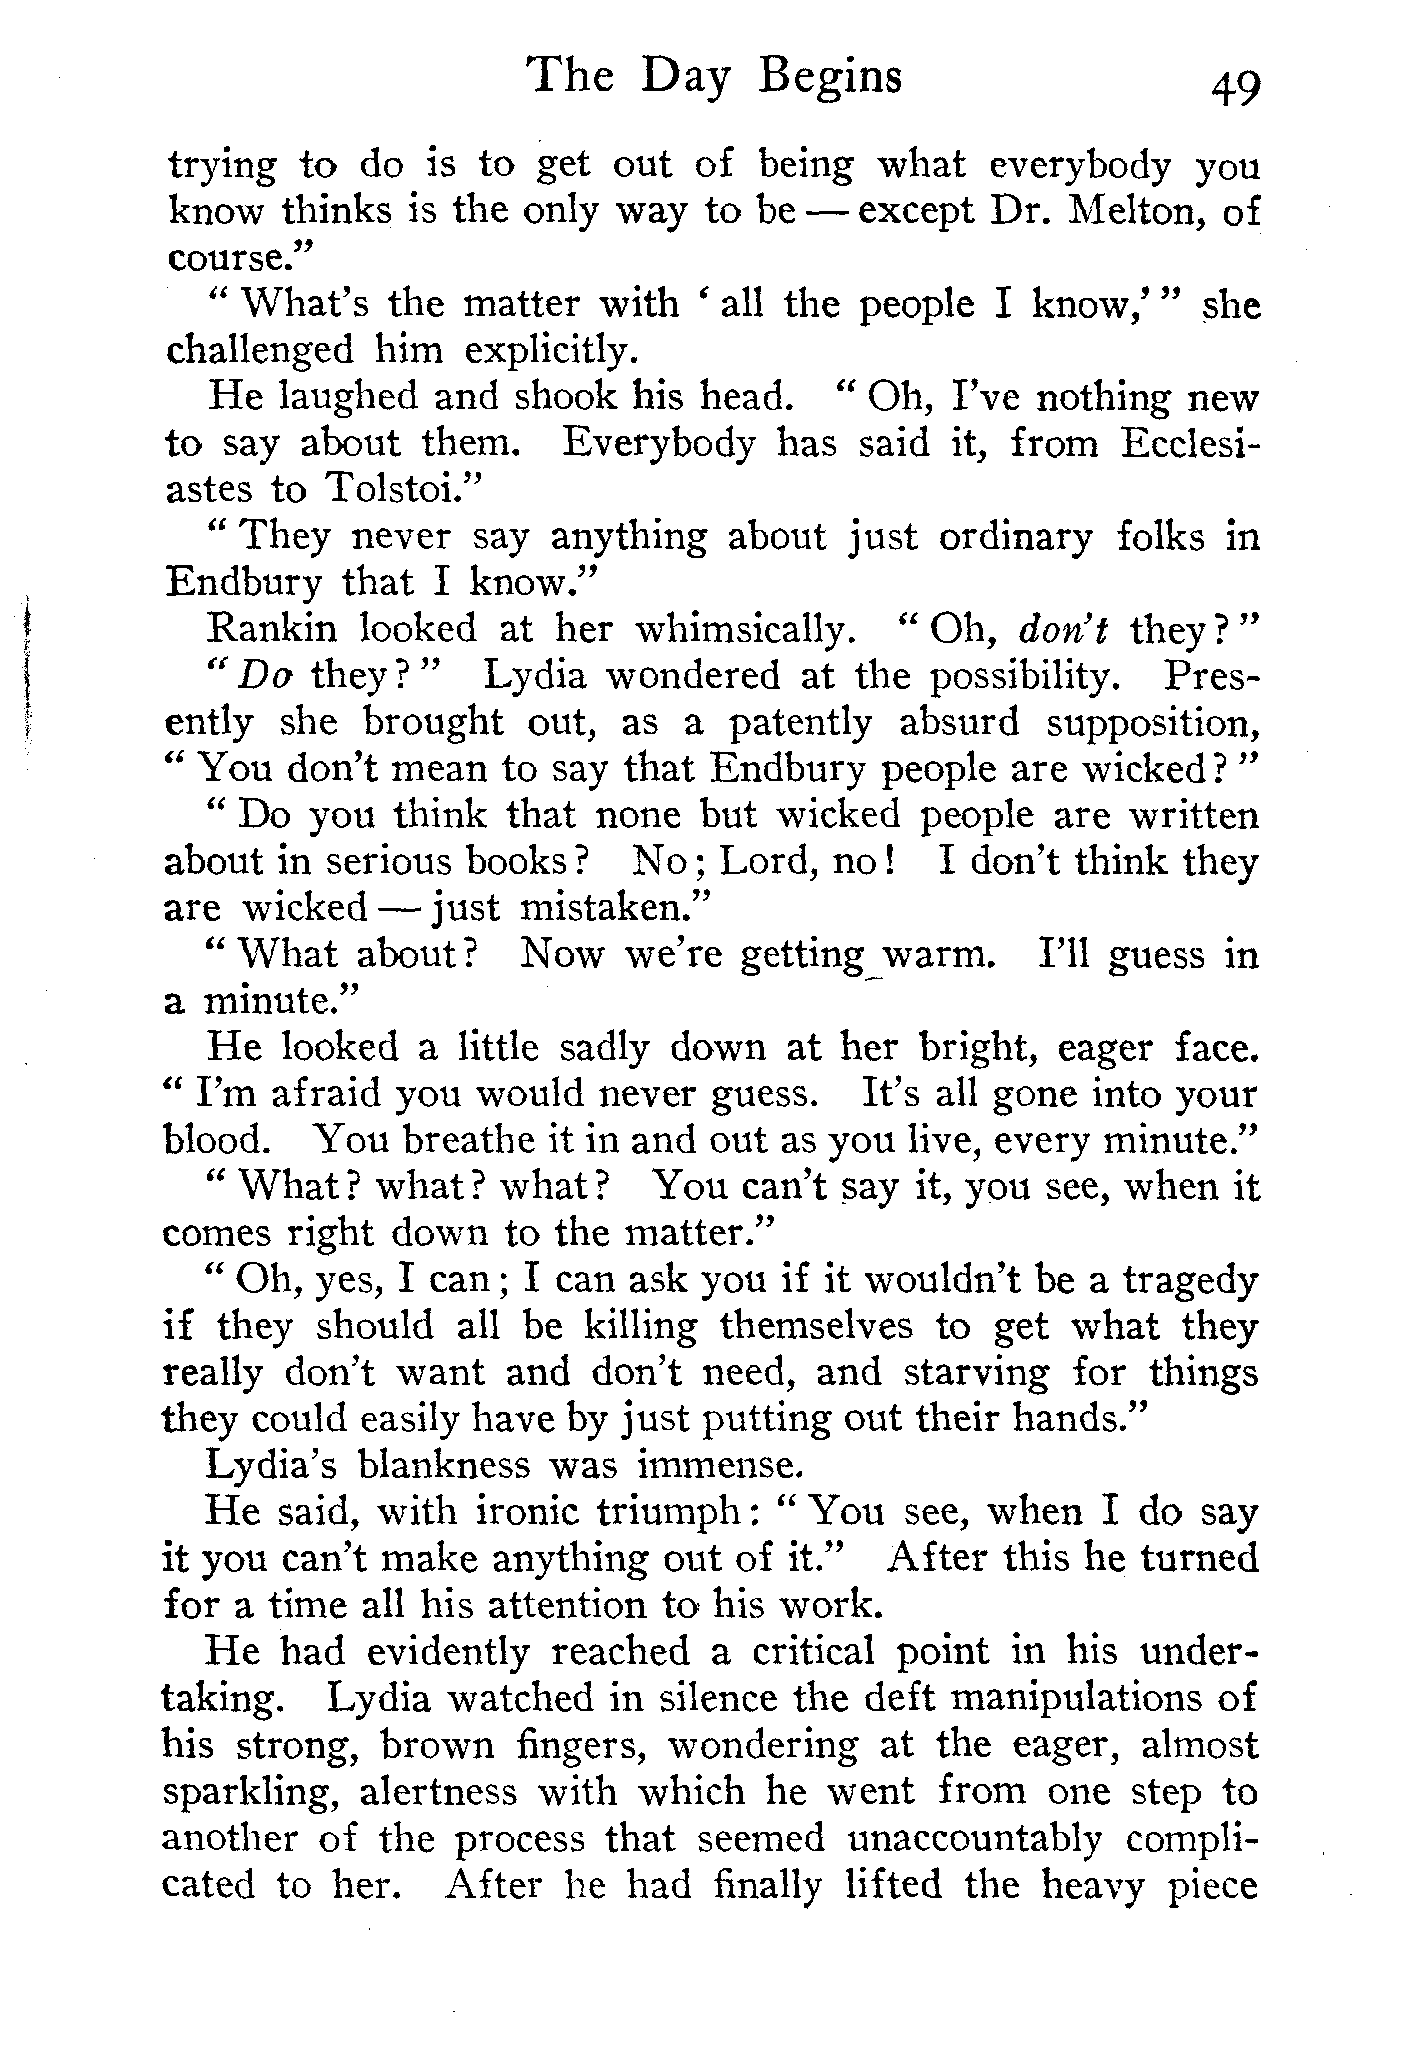 The Day Begins 49
trying to do is to get out of being what everybody you
know thinks is the only way to be — except Dr. Melton, of
course."
" What's the matter with ' all the people I know,' " she
challenged him explicitly.
He laughed and shook his head. " Oh, I've nothing new
to say about them. Everybody has said it, from Ecclesi-
astes to Tolstoi."
" They never say anything about just ordinary folks in
Endbury that I know."
Rankin looked at her whimsically. " Oh, don't they? "
" Do they? " Lydia wondered at the possibility. Pres-
ently she brought out, as a patently absurd supposition,
" You don't mean to say that Endbury people are wicked? "
" Do you think that none but wicked people are written
about in serious books? No; Lord, no! I don't think they
are wicked — just mistaken."
" What about? Now we're getting warm. I'll guess in
a minute."
He looked a little sadly down at her bright, eager face.
" I'm afraid you would never guess. It's all gone into your
blood. You breathe it in and out as you live, every minute."
" What? what? what? You can't say it, you see, when it
comes right down to the matter."
" Oh, yes, I can; I can ask you if it wouldn't be a tragedy
if they should all be killing themselves to get what they
really don't want and don't need, and starving for things
they could easily have by just putting out their hands."
Lydia's blankness was immense.
He said, with ironic triumph: " You see, when I do say
it you can't make anything out of it." After this he turned
for a time all his attention to his work.
He had evidently reached a critical point in his under-
taking. Lydia watched in silence the deft manipulations of
his strong, brown fingers, wondering at the eager, almost
sparkling, alertness with which he went from one step to
another of the process that seemed unaccountably compli-
cated to her. After he had finally lifted the heavy piece